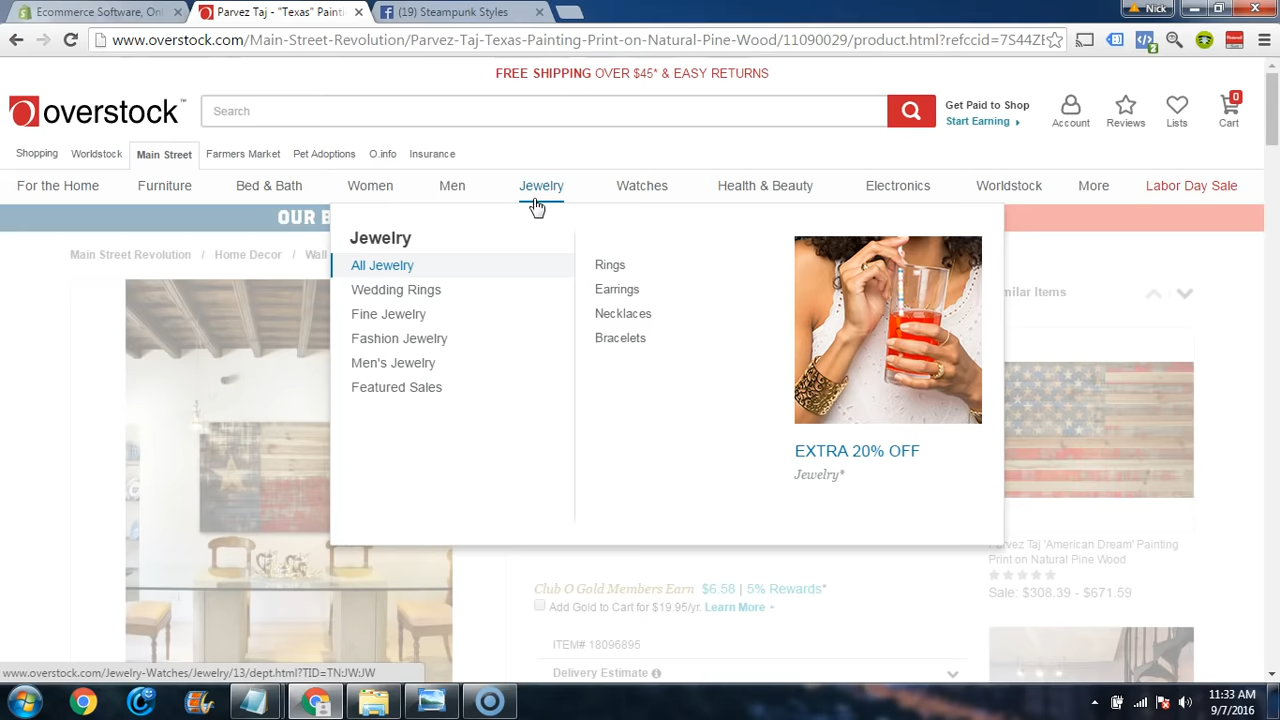 Ecommerce Software, Onl
Parvez Taj - "Texas" Paintin
(19) Steampunk Styles
Nick
www.overstock.com/Main-Street-Revolution/Parvez-Taj-Texas-Painting-Print-on-Natural-Pine-Wood/11090029/product.html?refccid=7S44ZE
2
FREE SHIPPING OVER $45* & EASY RETURNS
overstock™
Search
Get Paid to Shop
Start Earning
Account
Reviews
Lists
0
Cart
Shopping
Worldstock
Main Street
Farmers Market
Pet Adoptions
O.info
Insurance
For the Home
Furniture
Bed & Bath
Women
Men
Jewelry
Watches
Health & Beauty
Electronics
Worldstock
More
Labor Day Sale
OUR B
Main Street Revolution / Home Decor / Wall
Jewelry
All Jewelry
Wedding Rings
Fine Jewelry
Fashion Jewelry
Men's Jewelry
Featured Sales
Rings
Earrings
Necklaces
Bracelets
EXTRA 20% OFF
Jewelry*
milar Items
Parvez Taj 'American Dream' Painting
Print on Natural Pine Wood
Sale: $308.39 - $671.59
Club O Gold Members Earn $6.58 | 5% Rewards*
Add Gold to Cart for $19.95/yr. Learn More
ITEM# 18096895
Delivery Estimate
www.overstock.com/Jewelry-Watches/Jewelry/13/dept.html?TID=TN:JW:JW
11:33 AM
9/7/2016